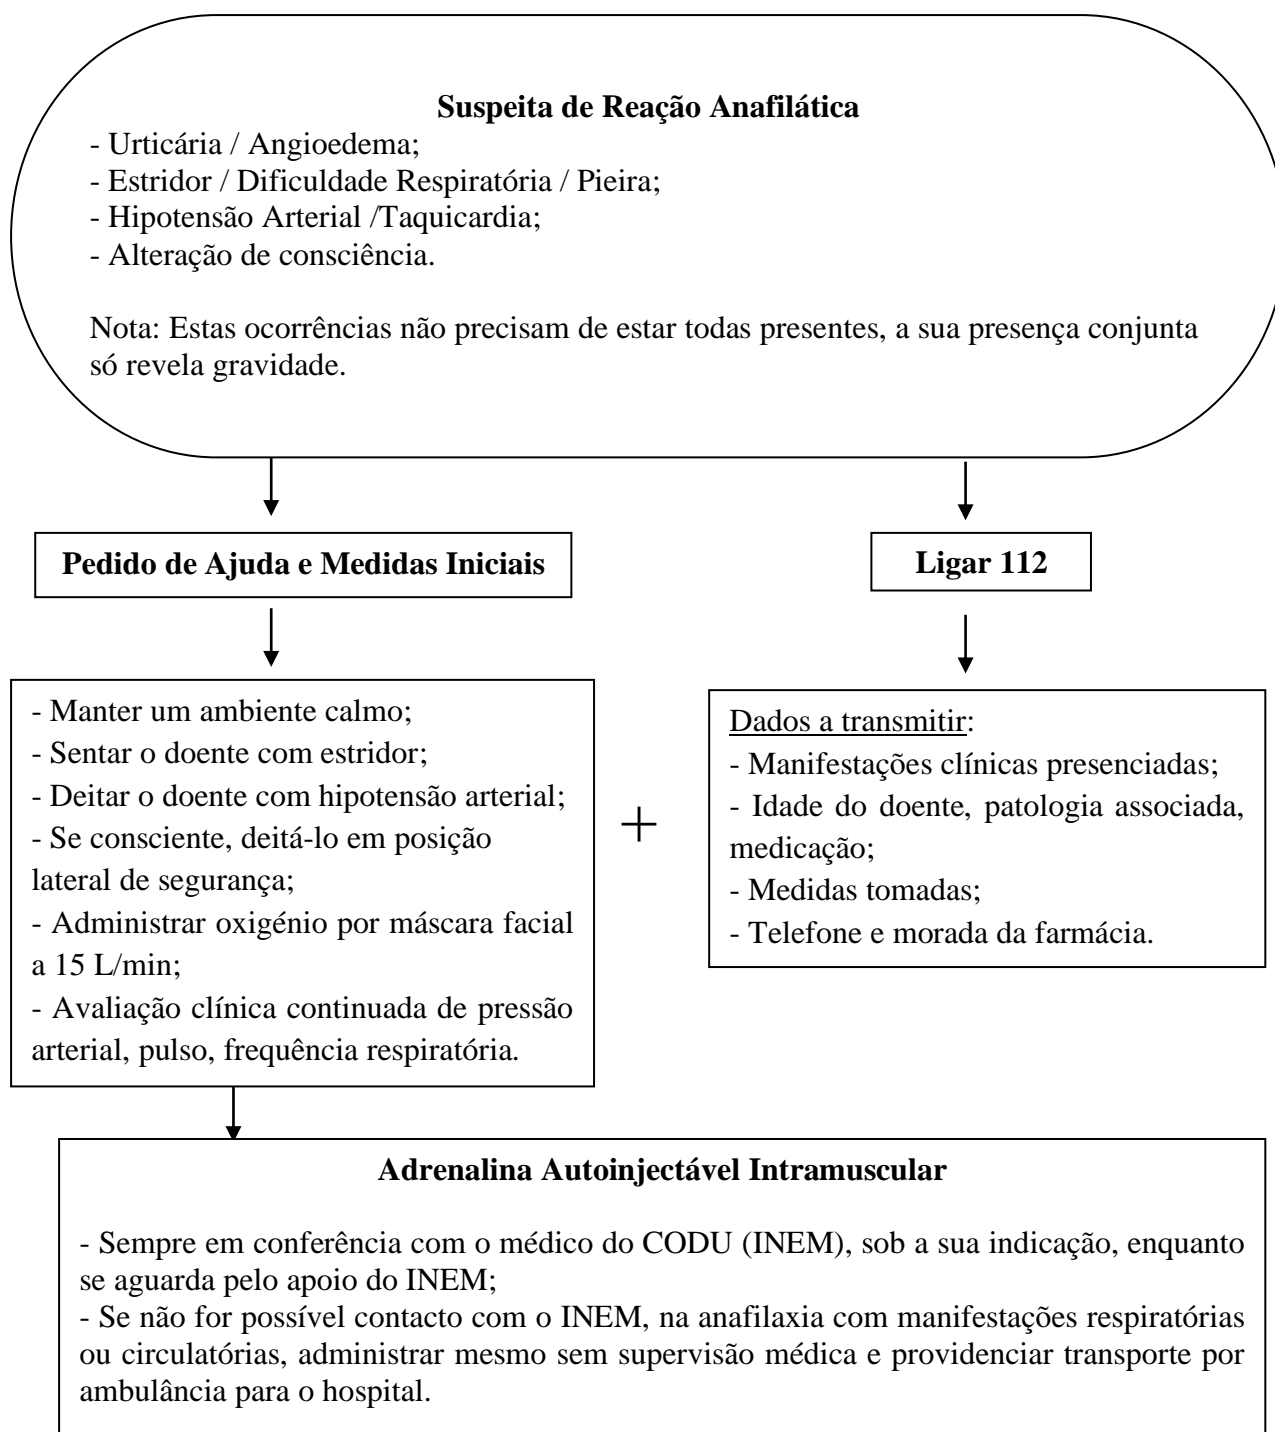 Suspeita de Reação Anafilática
- Urticária / Angioedema;
- Estridor / Dificuldade Respiratória / Pieira;
- Hipotensão Arterial /Taquicardia;
- Alteração de consciência.
Nota: Estas ocorrências não precisam de estar todas presentes, a sua presença conjunta
só revela gravidade.
Pedido de Ajuda e Medidas Iniciais
Ligar 112
- Manter um ambiente calmo;
- Sentar o doente com estridor;
- Deitar o doente com hipotensão arterial;
- Se consciente, deitá-lo em posição
lateral de segurança;
- Administrar oxigénio por máscara facial
a 15 L/min;
- Avaliação clínica continuada de pressão
arterial, pulso, frequência respiratória.
+
Dados a transmitir:
- Manifestações clínicas presenciadas;
- Idade do doente, patologia associada,
medicação;
- Medidas tomadas;
- Telefone e morada da farmácia.
Adrenalina Autoinjectável Intramuscular
- Sempre em conferência com o médico do CODU (INEM), sob a sua indicação, enquanto
se aguarda pelo apoio do INEM;
- Se não for possível contacto com o INEM, na anafilaxia com manifestações respiratórias
ou circulatórias, administrar mesmo sem supervisão médica e providenciar transporte por
ambulância para o hospital.